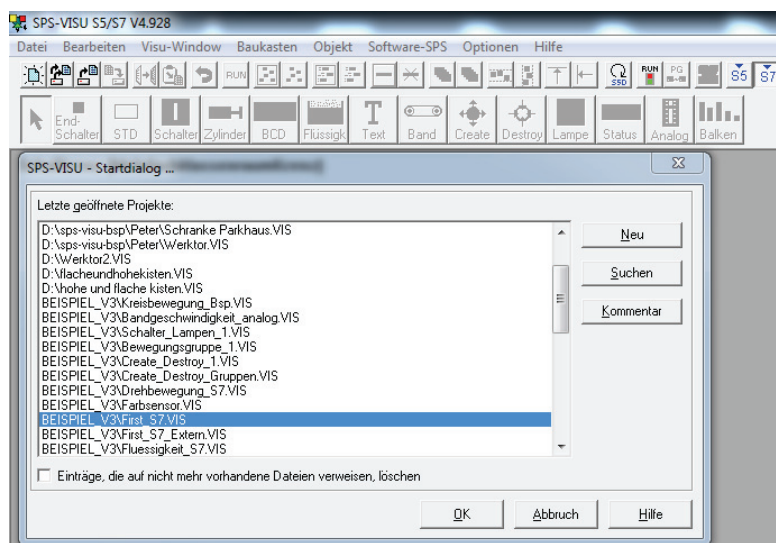 SPS-VISU S5/S7 V4.928
Datei Bearbeiten Visu-Window Baukasten Objekt Software-SPS Optionen Hilfe
RUN SSD RUN PG S5 S7
End-
Schalter STD Schalter Zylinder BCD Flüssigk Text Band Create Destroy Lampe Status Analog Balken
SPS-VISU - Startdialog ...
Letzte geöffnete Projekte:
D:\sps-visu-bsp\Peter\Schranke Parkhaus.VIS
D:\sps-visu-bsp\Peter\Werktor.VIS
D:\Werktor2.VIS
D:\flacheundhohekisten.VIS
D:\hohe und flache kisten.VIS
BEISPIEL_V3\Kreisbewegung_Bsp.VIS
BEISPIEL_V3\Bandgeschwindigkeit_analog.VIS
BEISPIEL_V3\Schalter_Lampen_1.VIS
BEISPIEL_V3\Bewegungsgruppe_1.VIS
BEISPIEL_V3\Create_Destroy_1.VIS
BEISPIEL_V3\Create_Destroy_Gruppen.VIS
BEISPIEL_V3\Drehbewegung_S7.VIS
BEISPIEL_V3\Farbsensor.VIS
BEISPIEL_V3\First_S7.VIS
BEISPIEL_V3\First_S7_Extern.VIS
BEISPIEL_V3\Fluessigkeit_S7.VIS
Neu
Suchen
Kommentar
Einträge, die auf nicht mehr vorhandene Dateien verweisen, löschen
OK Abbruch Hilfe